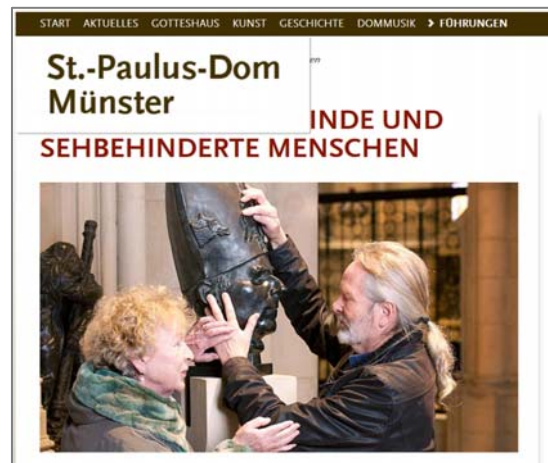 START AKTUELLES GOTTESHAUS KUNST GESCHICHTE DOMMUSIK > FÜHRUNGEN
St.-Paulus-Dom
Münster
INDE UND
SEHBEHINDERTE MENSCHEN